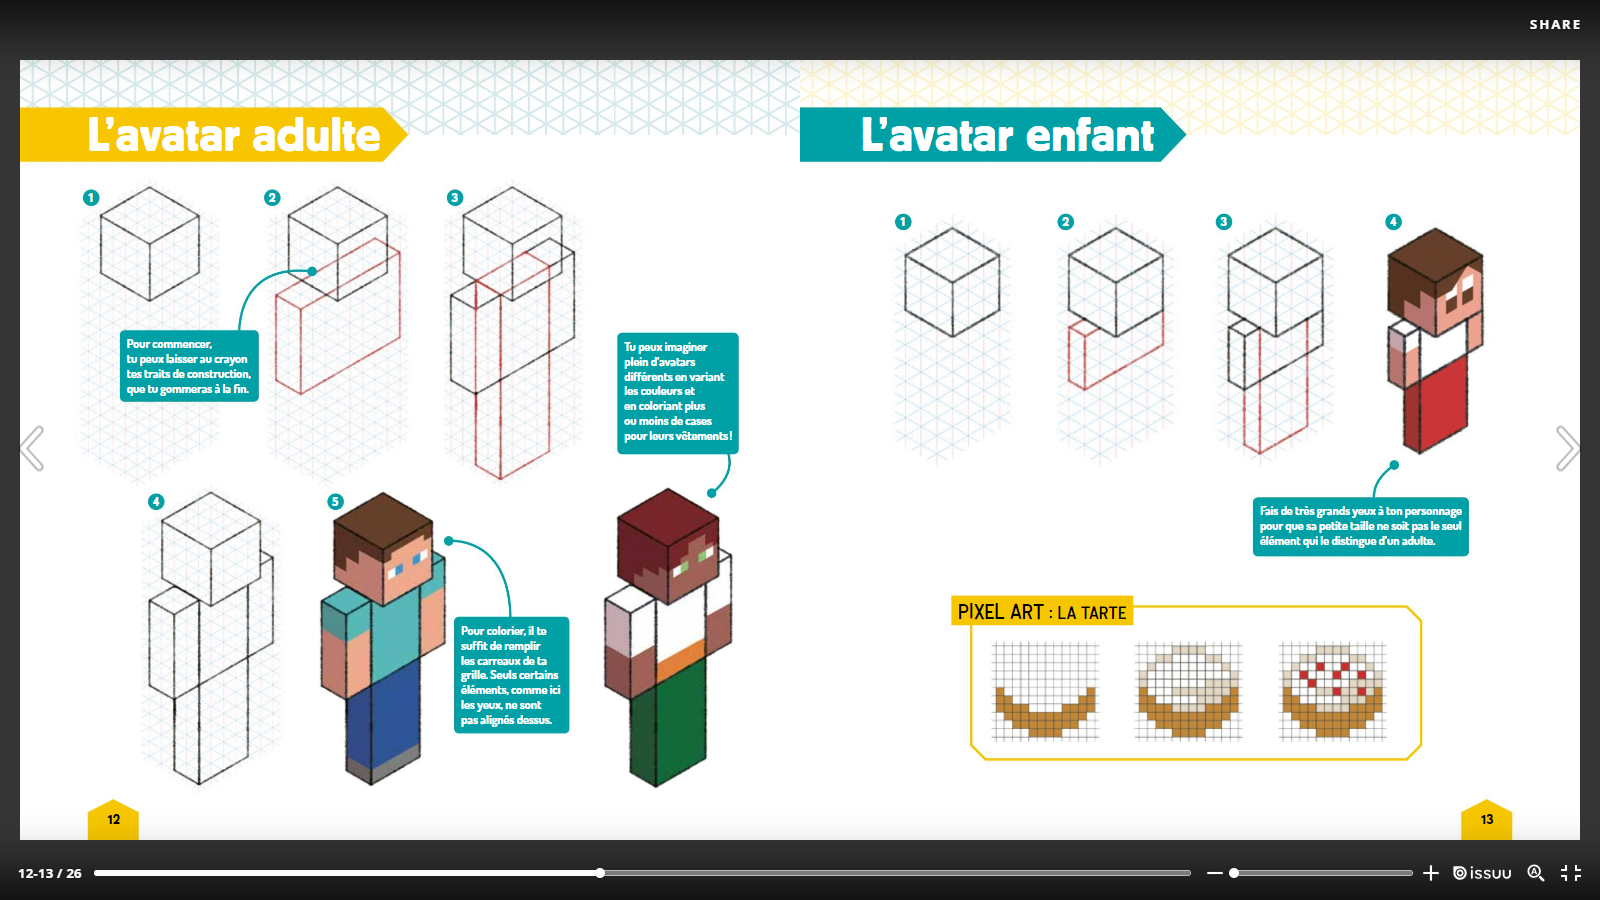 SHARE
L'avatar adulte
1
2
3
Pour commencer,
tu peux laisser au crayon
tes traits de construction,
que tu gommeras à la fin.
Tu peux imaginer
plein d'avatars
différents en variant
les couleurs et
en coloriant plus
ou moins de cases
pour leurs vêtements !
4
5
Pour colorier, il te
suffit de remplir
les carreaux de ta
grille. Seuls certains
éléments, comme ici
les yeux, ne sont
pas alignés dessus.
12
L'avatar enfant
1
2
3
4
Fais de très grands yeux à ton personnage
pour que sa petite taille ne soit pas le seul
élément qui le distingue d'un adulte.
PIXEL ART : LA TARTE
13
12-13 / 26
issuu
A